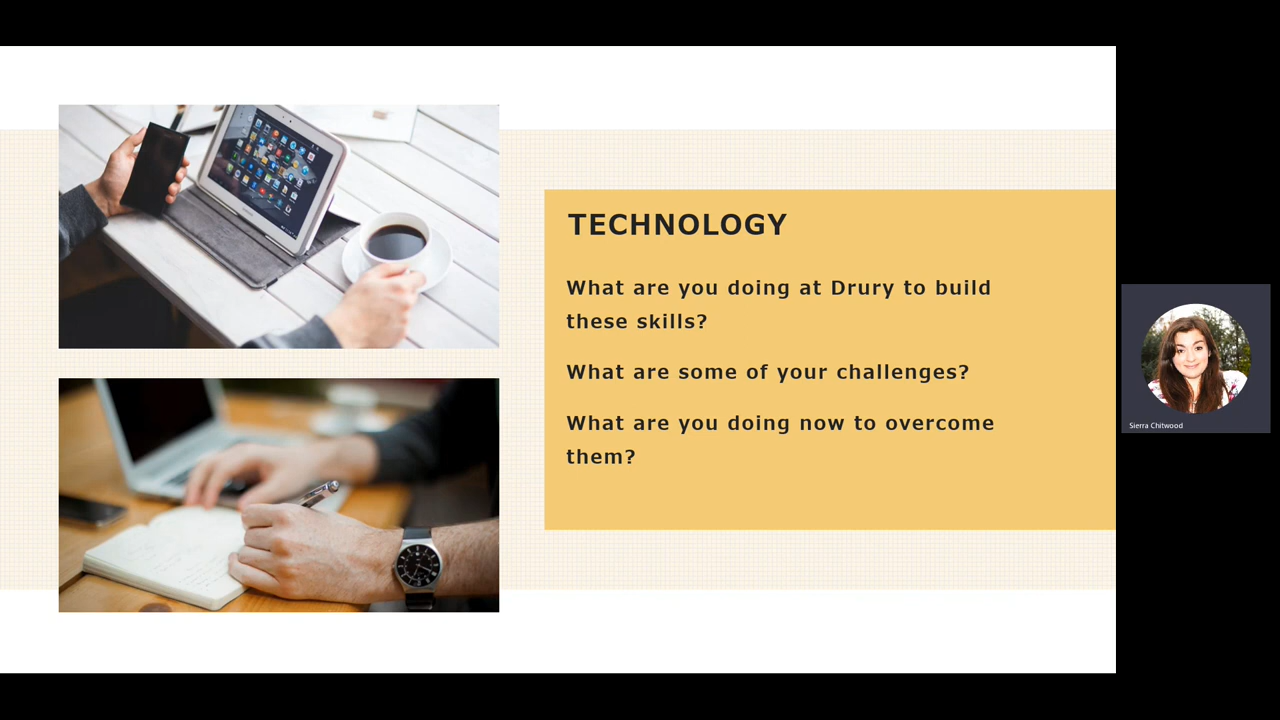 TECHNOLOGY
What are you doing at Drury to build
these skills?
What are some of your challenges?
What are you doing now to overcome
them?
Sierra Chitwood